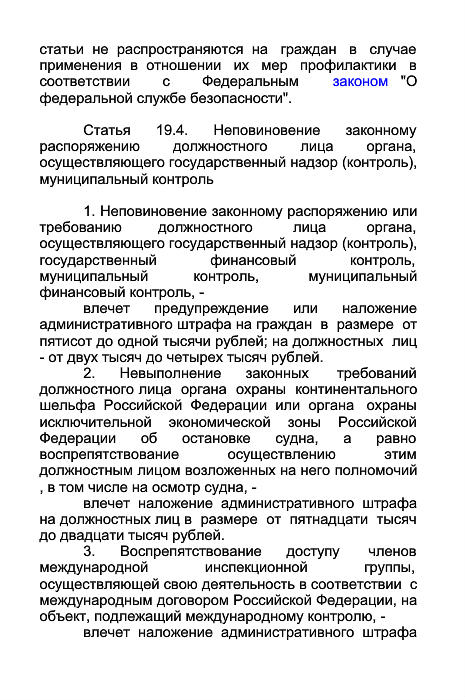 статьи не распространяются на граждан в случае
применения в отношении их мер профилактики в
соответствии с Федеральным законом "О
федеральной службе безопасности".
Статья 19.4. Неповиновение законному
распоряжению должностного лица органа,
осуществляющего государственный надзор (контроль),
муниципальный контроль
1. Неповиновение законному распоряжению или
требованию должностного лица органа,
осуществляющего государственный надзор (контроль),
государственный финансовый контроль,
муниципальный контроль, муниципальный
финансовый контроль, -
влечет предупреждение или наложение
административного штрафа на граждан в размере от
пятисот до одной тысячи рублей; на должностных лиц
- от двух тысяч до четырех тысяч рублей.
2. Невыполнение законных требований
должностного лица органа охраны континентального
шельфа Российской Федерации или органа охраны
исключительной экономической зоны Российской
Федерации об остановке судна, а равно
воспрепятствование осуществлению этим
должностным лицом возложенных на него полномочий
, в том числе на осмотр судна, -
влечет наложение административного штрафа
на должностных лиц в размере от пятнадцати тысяч
до двадцати тысяч рублей.
3. Воспрепятствование доступу членов
международной инспекционной группы,
осуществляющей свою деятельность в соответствии с
международным договором Российской Федерации, на
объект, подлежащий международному контролю, -
влечет наложение административного штрафа